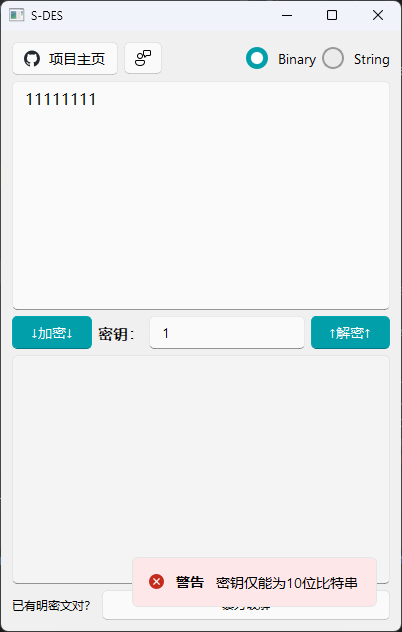 S-DES
项目主页
Binary
String
11111111
↓加密↓
密钥：
1
↑解密↑
警告 密钥仅能为10位比特串
已有明密文对?